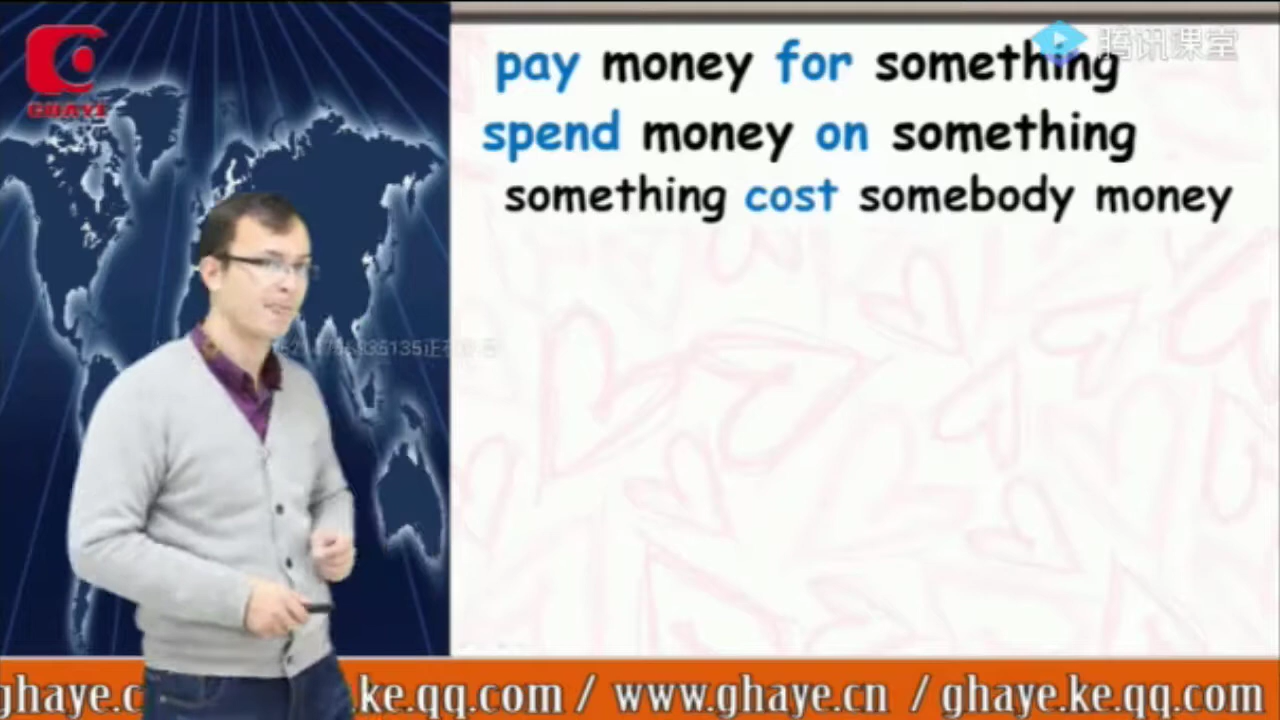 GHAYE
腾讯课堂
pay money for something
spend money on something
something cost somebody money
ghaye.c
.ke.qq.com / www.ghaye.cn / ghaye.ke.qq.com